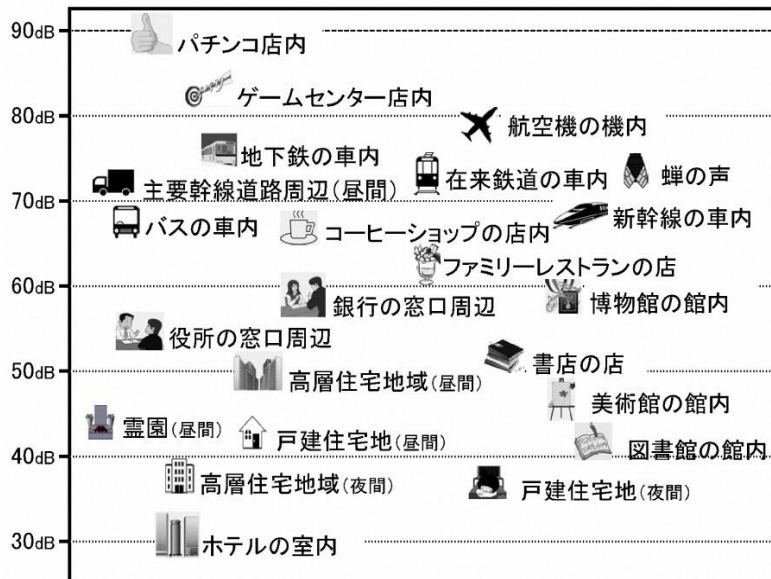 90dB
パチンコ店内
ゲームセンター店内
80dB
航空機の機内
地下鉄の車内
主要幹線道路周辺(昼間)
在来鉄道の車内
蝉の声
70dB
バスの車内
コーヒーショップの店内
新幹線の車内
ファミリーレストランの店
60dB
銀行の窓口周辺
博物館の館内
役所の窓口周辺
50dB
書店の店
高層住宅地域(昼間)
美術館の館内
霊園(昼間)
戸建住宅地(昼間)
図書館の館内
40dB
高層住宅地域(夜間)
戸建住宅地(夜間)
30dB
ホテルの室内